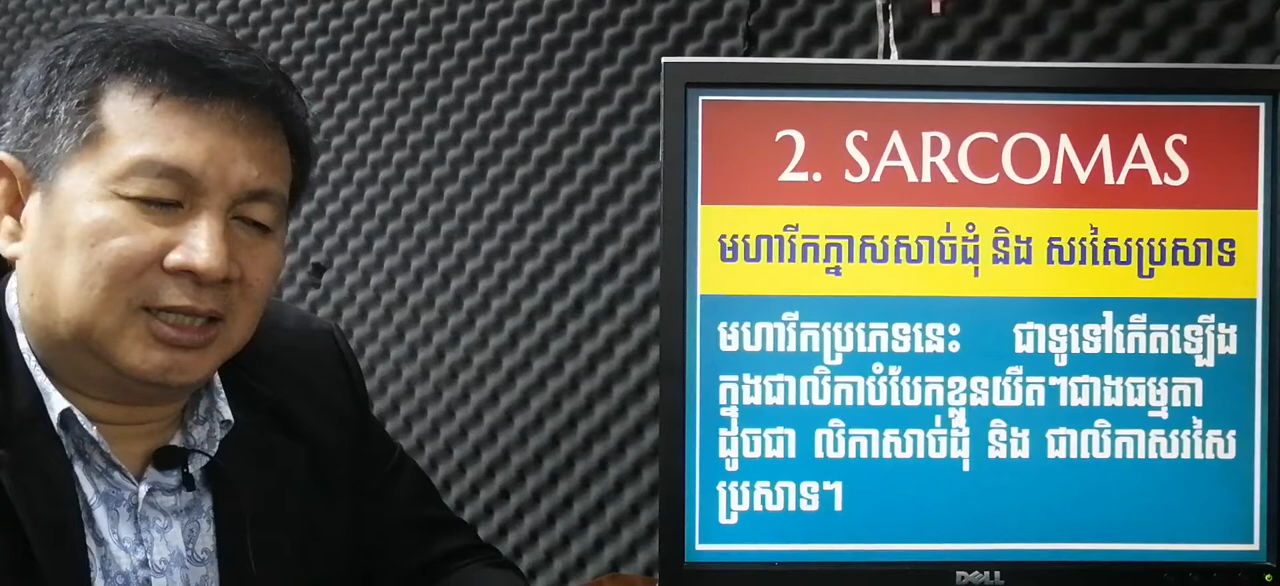 2. SARCOMAS
មហារីកភ្នាសសាច់ដុំ និង សរសៃប្រសាទ
មហារីកប្រភេទនេះ ជាទូទៅកើតឡើង
ក្នុងជាលិកាបំបែកខ្លួនយឺតៗជាងធម្មតា
ដូចជា លិកាសាច់ដុំ និង ជាលិកាសរសៃ
ប្រសាទ។
DELL